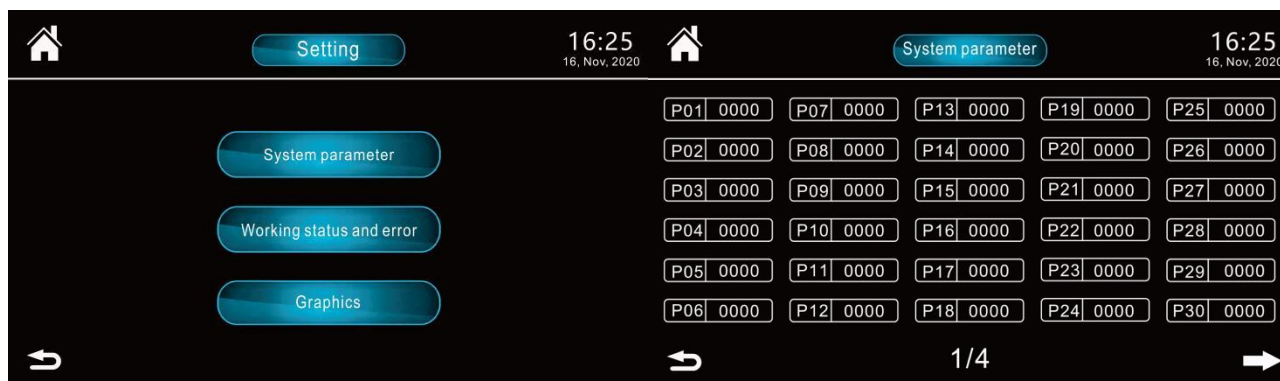 Setting
16:25
16, Nov, 2020
System parameter
Working status and error
Graphics
System parameter
16:25
16, Nov, 2020
P01 0000 P07 0000 P13 0000 P19 0000 P25 0000
P02 0000 P08 0000 P14 0000 P20 0000 P26 0000
P03 0000 P09 0000 P15 0000 P21 0000 P27 0000
P04 0000 P10 0000 P16 0000 P22 0000 P28 0000
P05 0000 P11 0000 P17 0000 P23 0000 P29 0000
P06 0000 P12 0000 P18 0000 P24 0000 P30 0000
1/4